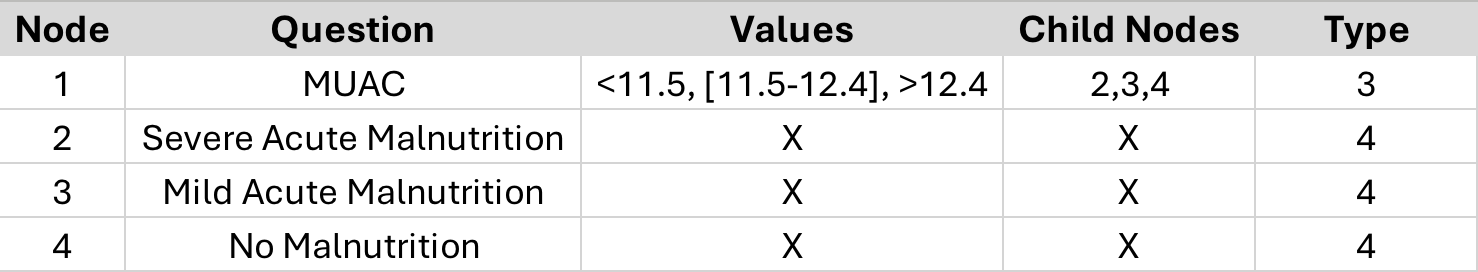 Node Question Values Child Nodes Type
1 MUAC <11.5, [11.5-12.4], >12.4 2,3,4 3
2 Severe Acute Malnutrition X X 4
3 Mild Acute Malnutrition X X 4
4 No Malnutrition X X 4